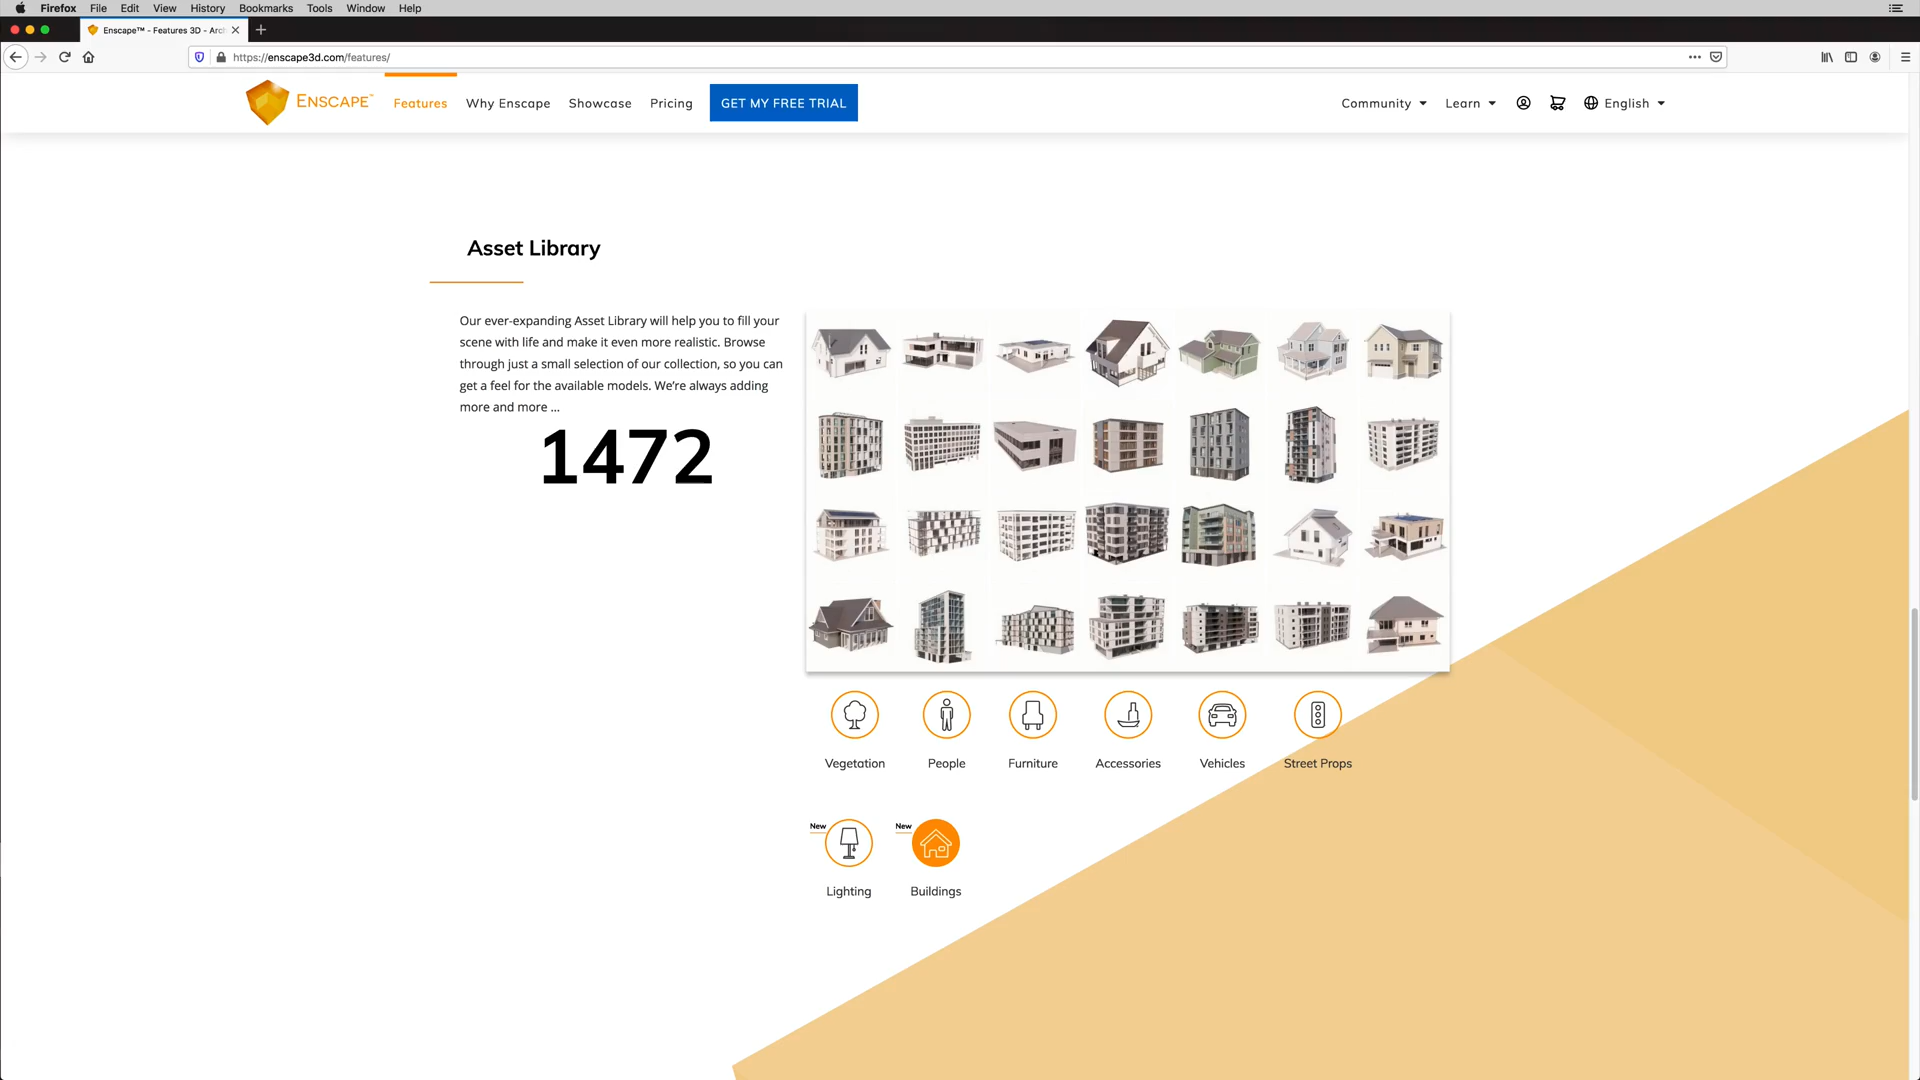 Firefox File Edit View History Bookmarks Tools Window Help
Enscape™ - Features 3D - Arc
https://enscape3d.com/features/
ENSCAPE™ Features Why Enscape Showcase Pricing GET MY FREE TRIAL Community Learn English
Asset Library
Our ever-expanding Asset Library will help you to fill your
scene with life and make it even more realistic. Browse
through just a small selection of our collection, so you can
get a feel for the available models. We're always adding
more and more ...
1472
Vegetation People Furniture Accessories Vehicles Street Props
New New
Lighting Buildings